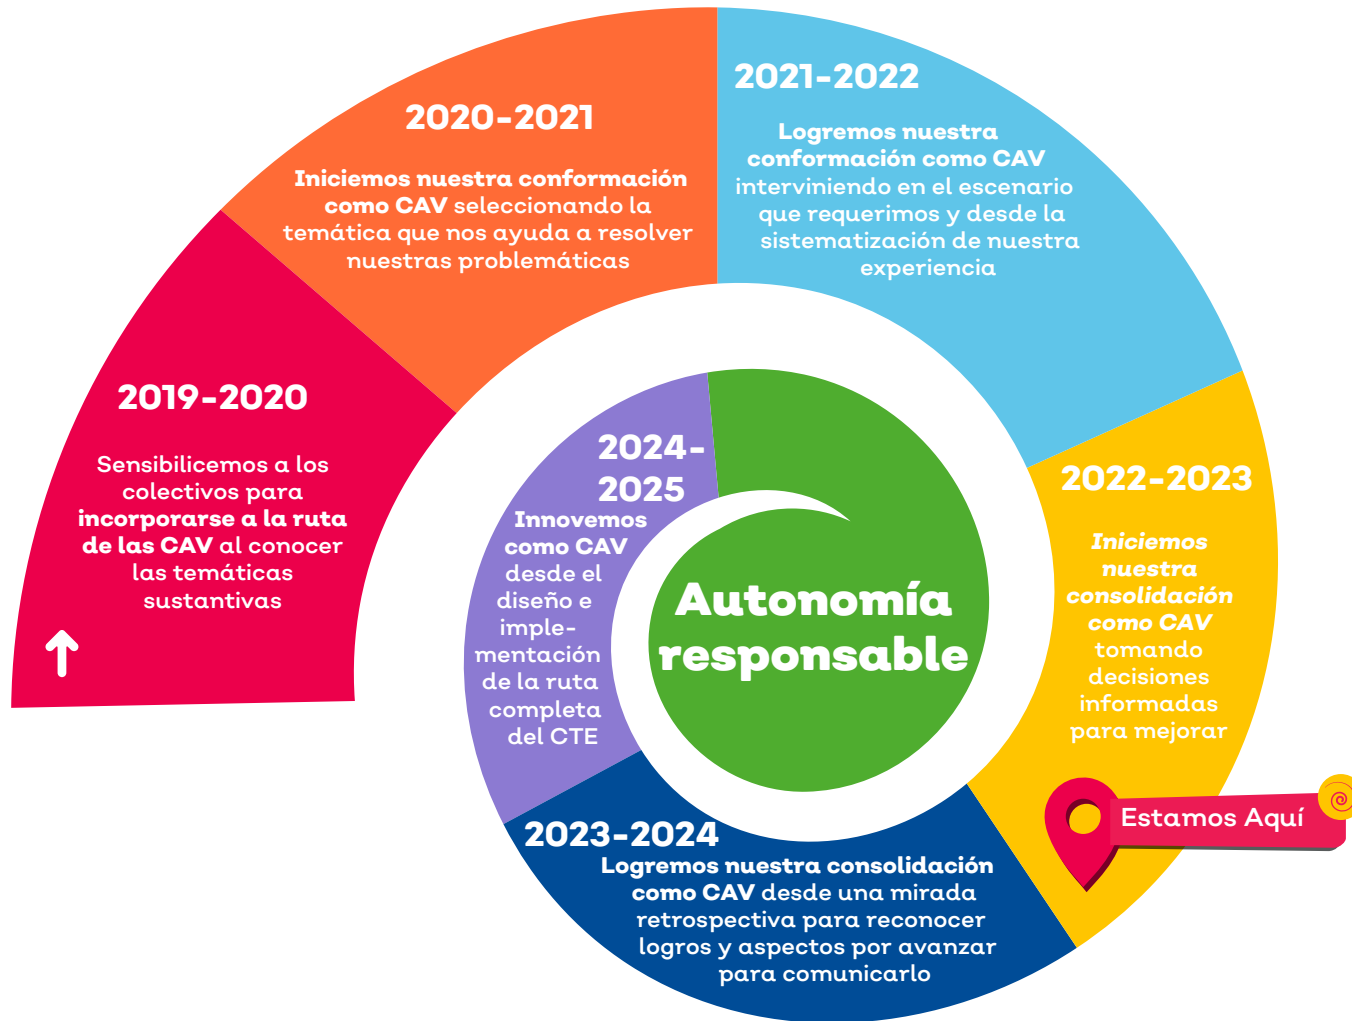 2019-2020
Sensibilicemos a los
colectivos para
incorporarse a la ruta
de las CAV al conocer
las temáticas
sustantivas
2020-2021
Iniciemos nuestra conformación
como CAV seleccionando la
temática que nos ayuda a resolver
nuestras problemáticas
2021-2022
Logremos nuestra
conformación como CAV
interviniendo en el escenario
que requerimos y desde la
sistematización de nuestra
experiencia
2022-2023
Iniciemos
nuestra
consolidación
como CAV
tomando
decisiones
informadas
para mejorar
Estamos Aquí
2023-2024
Logremos nuestra consolidación
como CAV desde una mirada
retrospectiva para reconocer
logros y aspectos por avanzar
para comunicarlo
2024-
2025
Innovemos
como CAV
desde el
diseño e
imple-
mentación
de la ruta
completa
del CTE
Autonomía
responsable